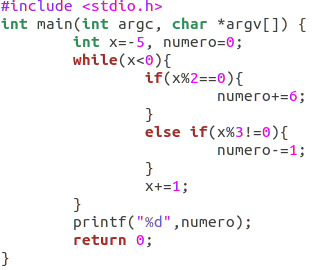 #include <stdio.h>
int main(int argc, char *argv[]) {
        int x=-5, numero=0;
        while(x<0){
                if(x%2==0){
                        numero+=6;
                }
                else if(x%3!=0){
                        numero-=1;
                }
                x+=1;
        }
        printf("%d",numero);
        return 0;
}